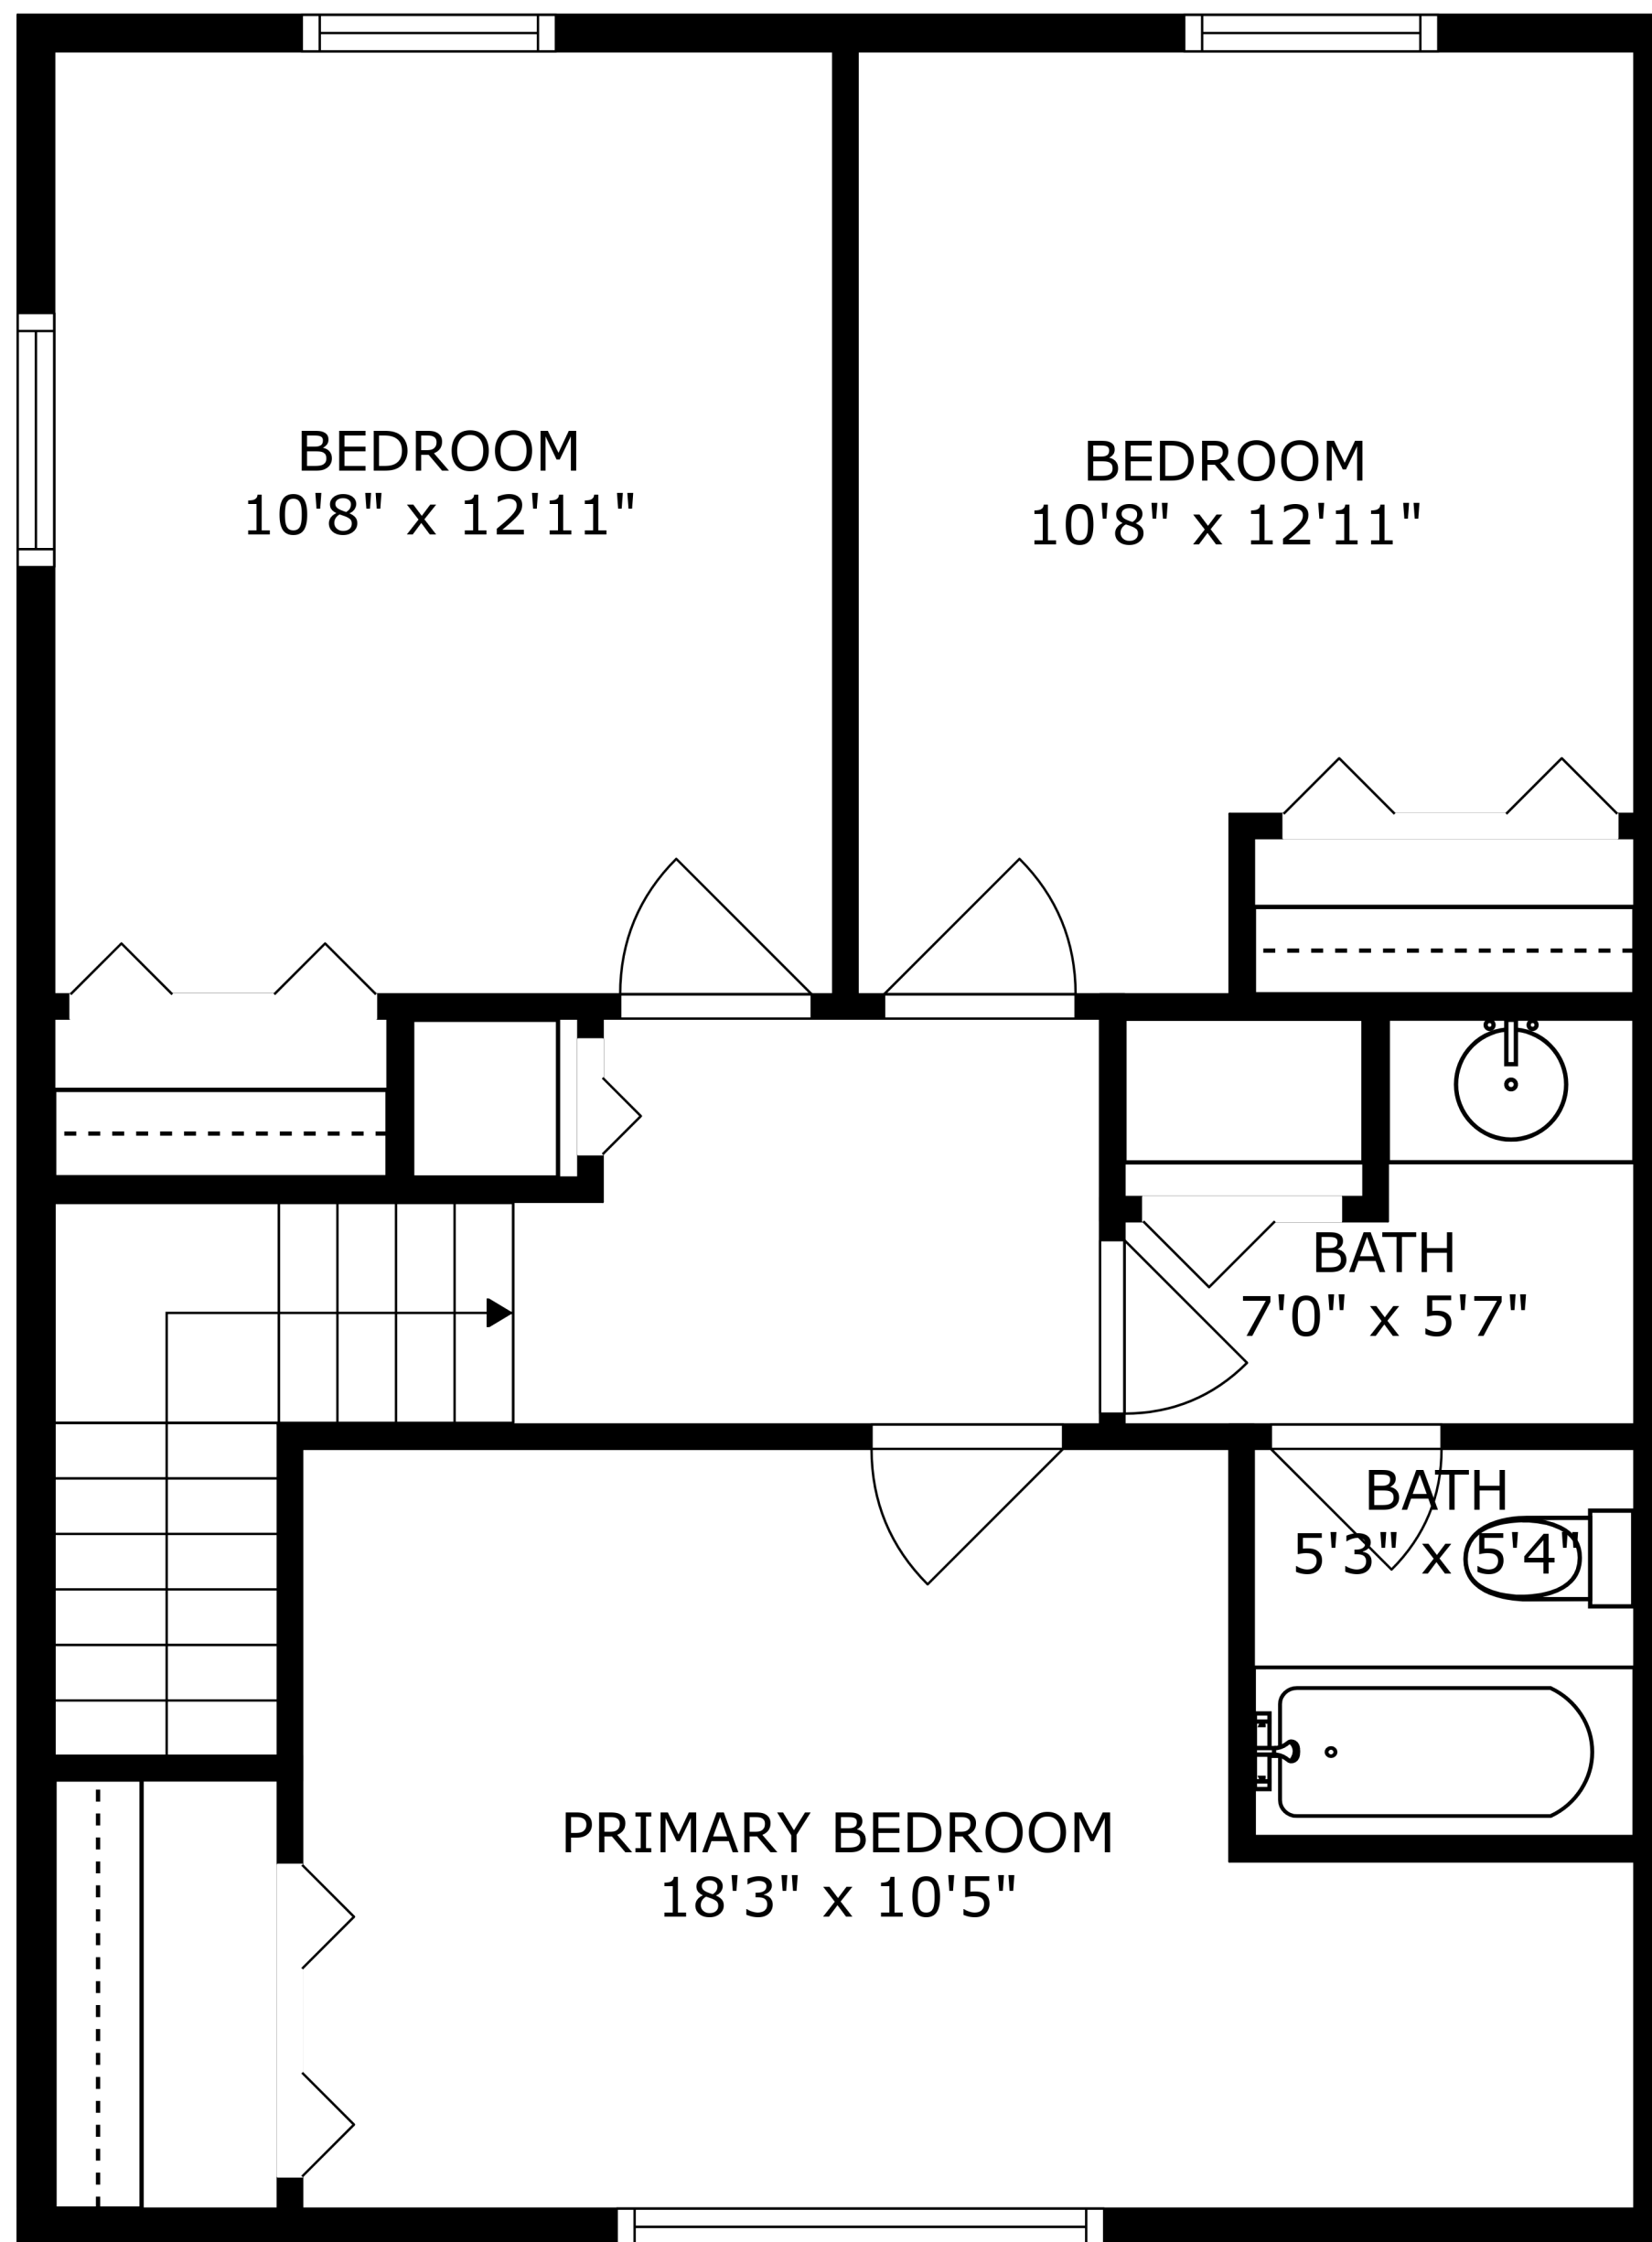 BEDROOM
10'8" x 12'11"
BEDROOM
10'8" x 12'11"
BATH
7'0" x 5'7"
BATH
5'3" x 5'4"
PRIMARY BEDROOM
18'3" x 10'5"